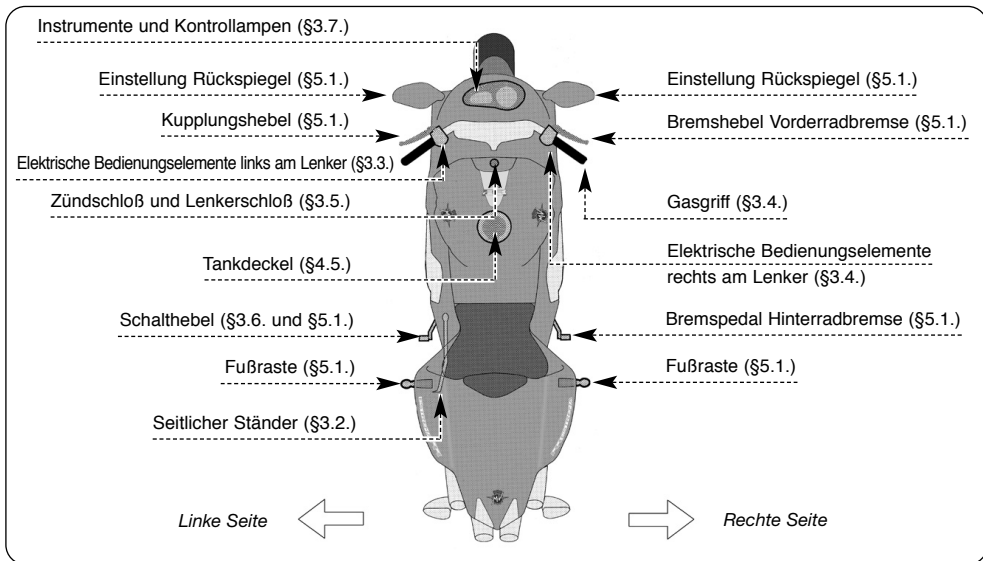 Instrumente und Kontrollampen (§3.7.)
Einstellung Rückspiegel (§5.1.)
Kupplungshebel (§5.1.)
Elektrische Bedienungselemente links am Lenker (§3.3.)
Zündschloß und Lenkerschloß (§3.5.)
Tankdeckel (§4.5.)
Schalthebel (§3.6. und §5.1.)
Fußraste (§5.1.)
Seitlicher Ständer (§3.2.)
Einstellung Rückspiegel (§5.1.)
Bremshebel Vorderradbremse (§5.1.)
Gasgriff (§3.4.)
Elektrische Bedienungselemente
rechts am Lenker (§3.4.)
Bremspedal Hinterradbremse (§5.1.)
Fußraste (§5.1.)
Linke Seite
Rechte Seite